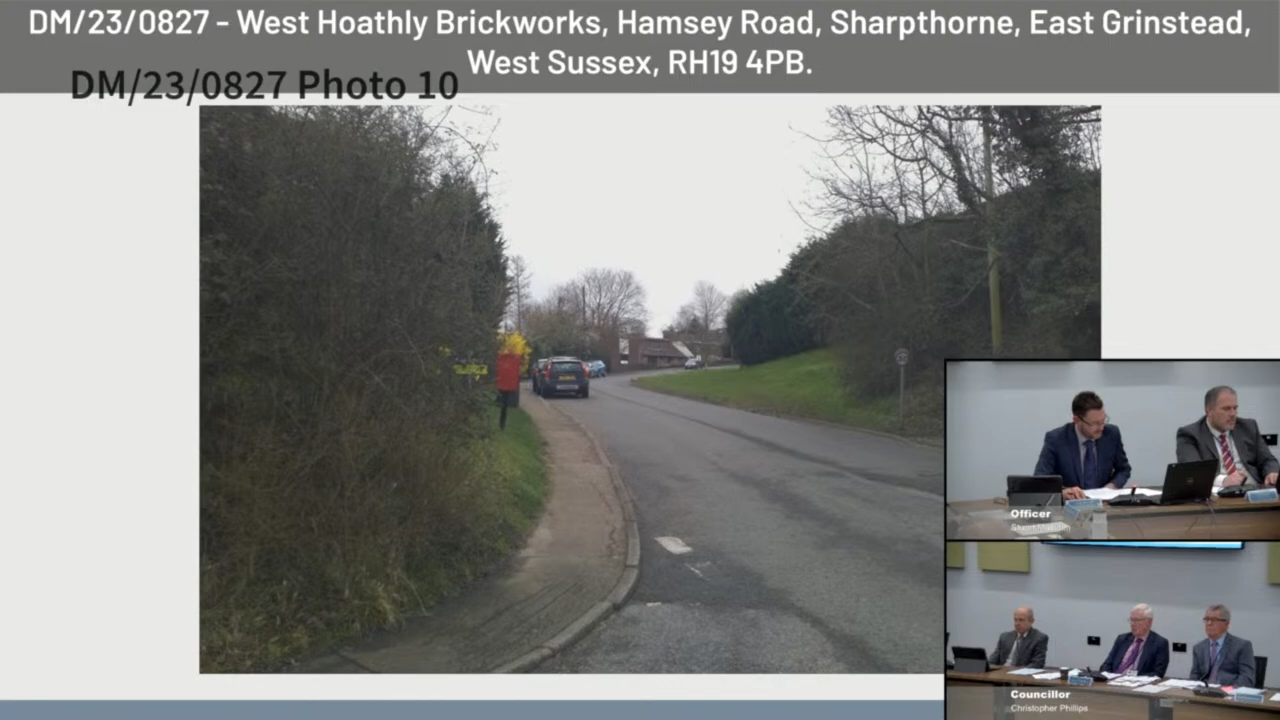 DM/23/0827 - West Hoathly Brickworks, Hamsey Road, Sharpthorne, East Grinstead,
West Sussex, RH19 4PB.
DM/23/0827 Photo 10
Officer
Councillor
Christopher Phillips